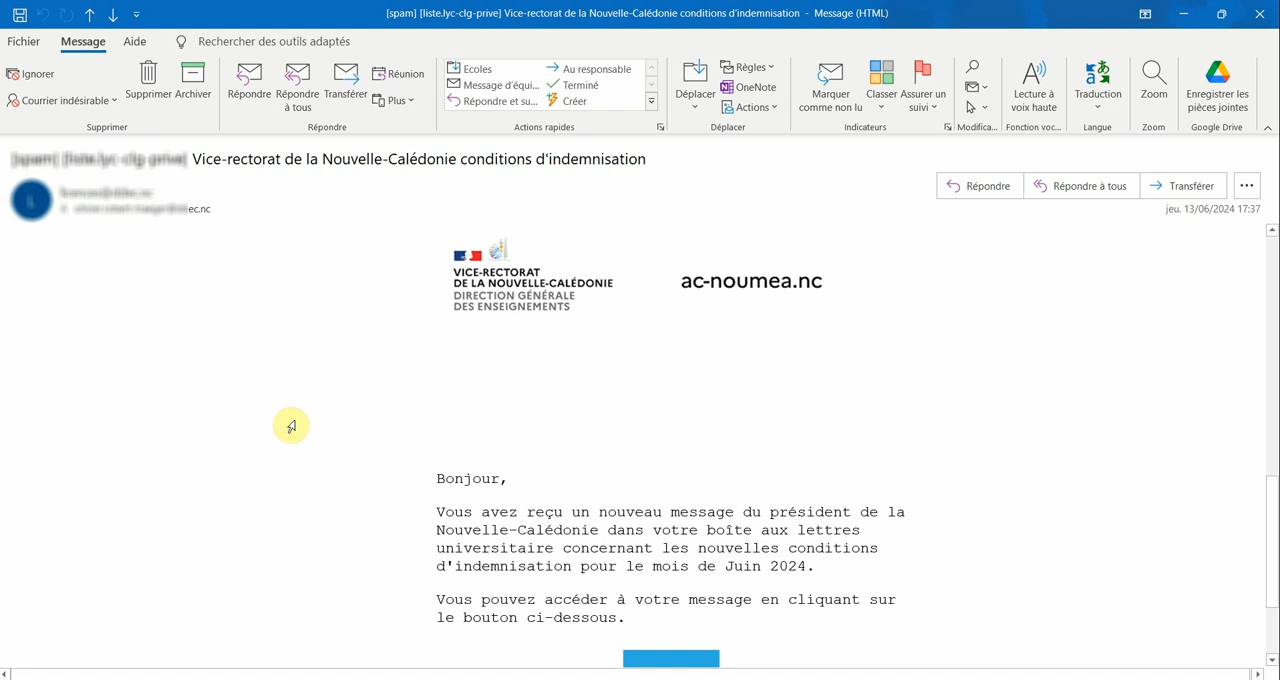 [spam] [liste.lyc-clg-prive] Vice-rectorat de la Nouvelle-Calédonie conditions d'indemnisation - Message (HTML)
Fichier Message Aide Rechercher des outils adaptés
Ignorer
Courrier indésirable
Supprimer Archiver
Supprimer
Répondre Répondre à tous Transférer
Réunion
Plus
Répondre
Ecoles
Message d'équi...
Répondre et su...
Au responsable
Terminé
Créer
Actions rapides
Déplacer
Règles
OneNote
Actions
Déplacer
Marquer comme non lu
Classer
Assurer un suivi
Indicateurs
Modifica...
Lecture à voix haute
Fonction voc...
Traduction
Langue
Zoom
Zoom
Enregistrer les pièces jointes
Google Drive
[spam] [liste.lyc-clg-prive] Vice-rectorat de la Nouvelle-Calédonie conditions d'indemnisation
ec.nc
Répondre Répondre à tous Transférer
jeu. 13/06/2024 17:37
VICE-RECTORAT
DE LA NOUVELLE-CALÉDONIE
DIRECTION GÉNÉRALE
DES ENSEIGNEMENTS
ac-noumea.nc
Bonjour,
Vous avez reçu un nouveau message du président de la
Nouvelle-Calédonie dans votre boîte aux lettres
universitaire concernant les nouvelles conditions
d'indemnisation pour le mois de Juin 2024.
Vous pouvez accéder à votre message en cliquant sur
le bouton ci-dessous.